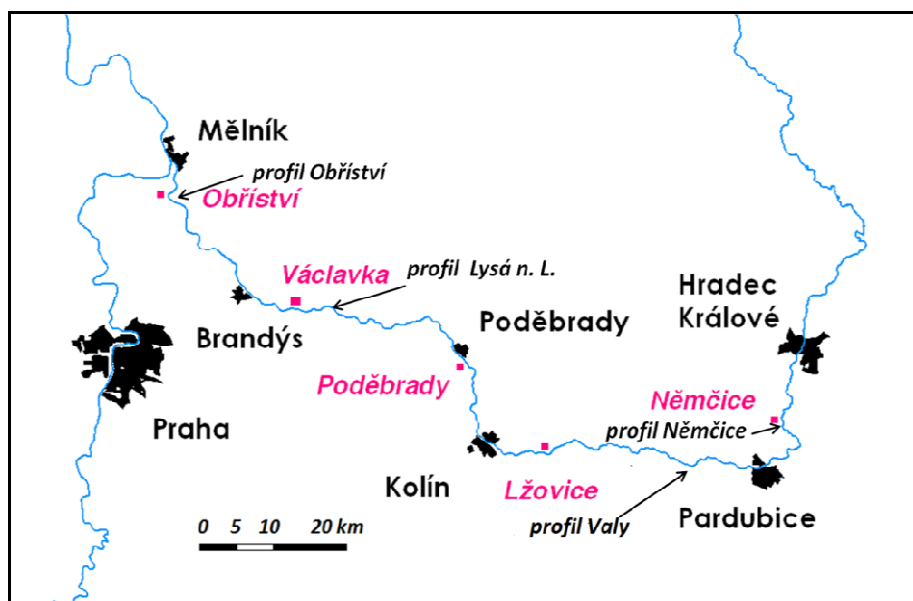 Mělník
profil Obříství
Obříství
Václavka
profil Lysá n. L.
Hradec
Králové
Brandýs
Poděbrady
Poděbrady
Praha
Němčice
profil Němčice
Kolín
Lžovice
profil Valy
Pardubice
0 5 10 20 km